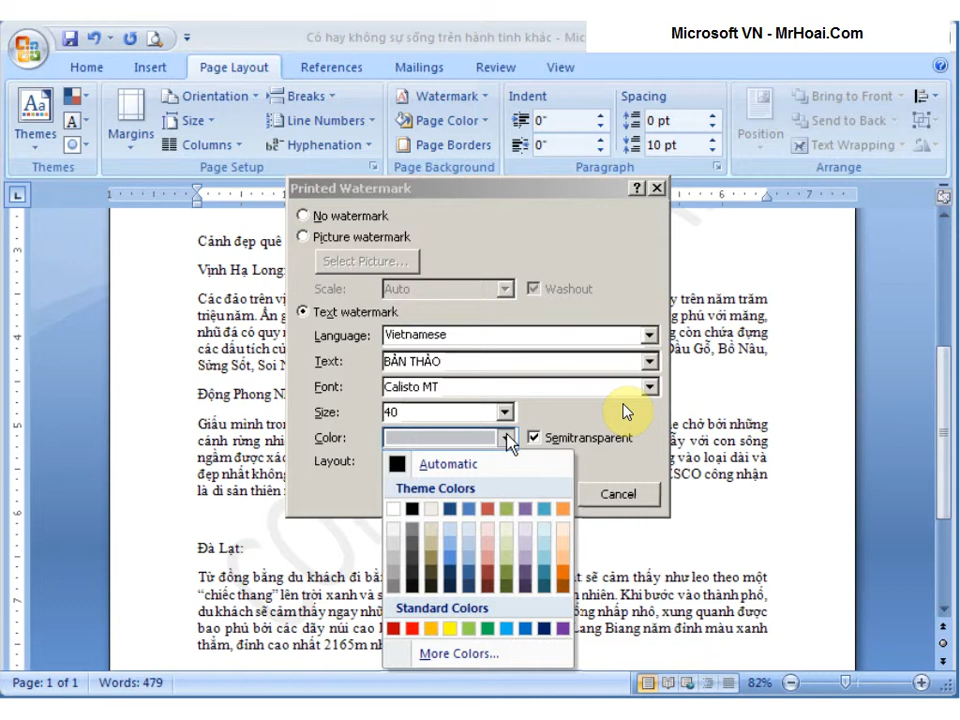 Microsoft VN - MrHoai.Com
Có hay không sự sống trên hành tinh khác - Mic
Home Insert Page Layout References Mailings Review View
Themes
Margins
Orientation
Size
Columns
Breaks
Line Numbers
Hyphenation
Watermark
Page Color
Page Borders
Indent
0"
0"
Spacing
0 pt
10 pt
Position
Bring to Front
Send to Back
Text Wrapping
Themes Page Setup Page Background Paragraph Arrange
Printed Watermark
No watermark
Picture watermark
Select Picture...
Scale: Auto Washout
Text watermark
Language: Vietnamese
Text: BẢN THẢO
Font: Calisto MT
Size: 40
Color: Semitransparent
Layout:
Cancel
Automatic
Theme Colors
Standard Colors
More Colors...
Cảnh đẹp quê
Vịnh Hạ Long
Các đảo trên vị y trên năm trăm
triệu năm. Ẩn g phủ với măng,
nhũ đá có quy còn chứa đựng
các dấu tích củ Đầu Gỗ, Bồ Nâu,
Sửng Sốt, Soi N
Động Phong N
Giấu mình tron e chở bởi những
cánh rừng nhi ẫy với con sông
ngầm được xác vào loại dài và
đẹp nhất không ESCO công nhận
là di sản thiên
Đà Lạt:
Từ đồng bằng du khách đi bằ t sẽ cảm thấy như leo theo một
“chiếc thang” lên trời xanh và s nhiên. Khi bước vào thành phố,
du khách sẽ cảm thấy ngay nhữ ồng nhấp nhô, xung quanh được
bao phủ bởi các dãy núi cao Lang Biang năm đỉnh màu xanh
thẳm, đỉnh cao nhất 2165m nh
Page: 1 of 1 Words: 479 82%